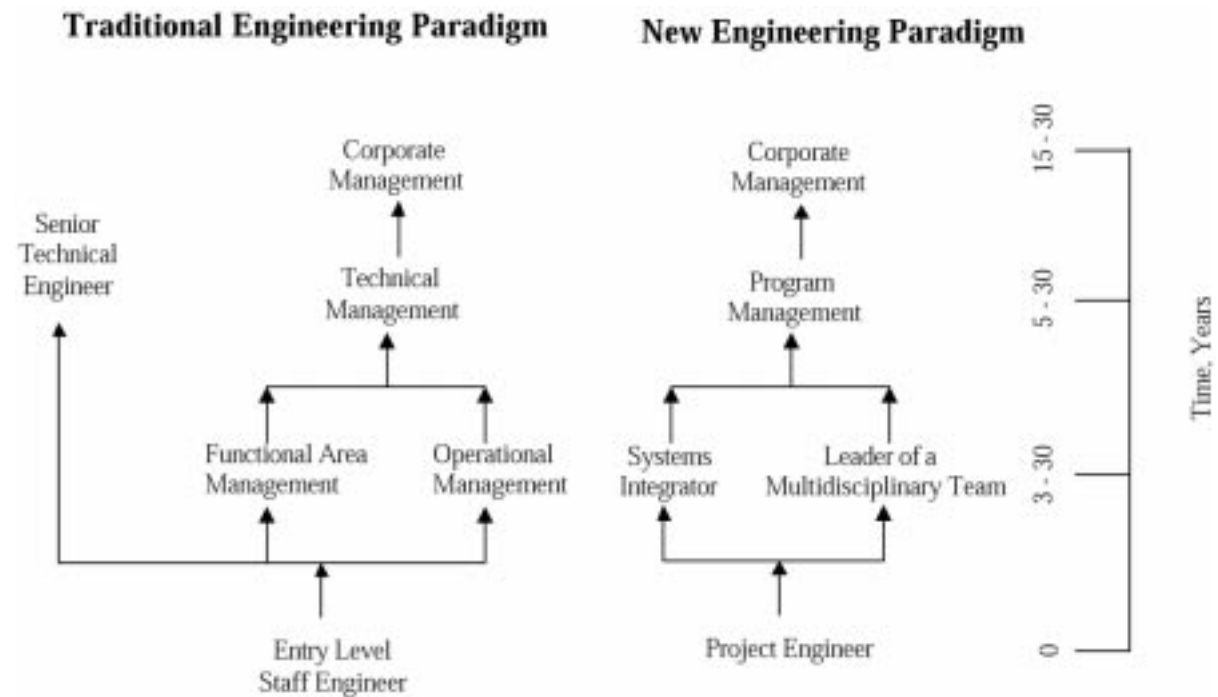 Traditional Engineering Paradigm
New Engineering Paradigm
Corporate
Management
Senior
Technical
Engineer
Technical
Management
Functional Area
Management
Operational
Management
Entry Level
Staff Engineer
Corporate
Management
Program
Management
Systems
Integrator
Leader of a
Multidisciplinary Team
Project Engineer
15 - 30
5 - 30
3 - 30
0
Time, Years